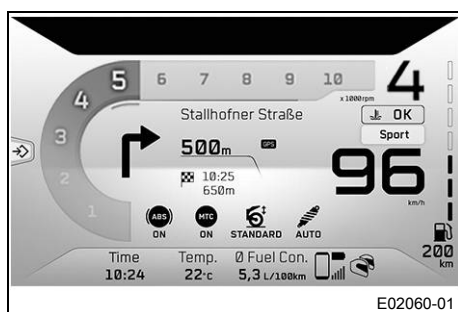 1 2 3 4 5 6 7 8 9 10
x 1000rpm
4
OK
Sport
Stallhofner Straße
500m
GPS
10:25
650m
96
km/h
ABS
ON
MTC
ON
STANDARD
AUTO
200
km
Time
10:24
Temp.
22°C
Ø Fuel Con.
5,3 L/100km
E02060-01